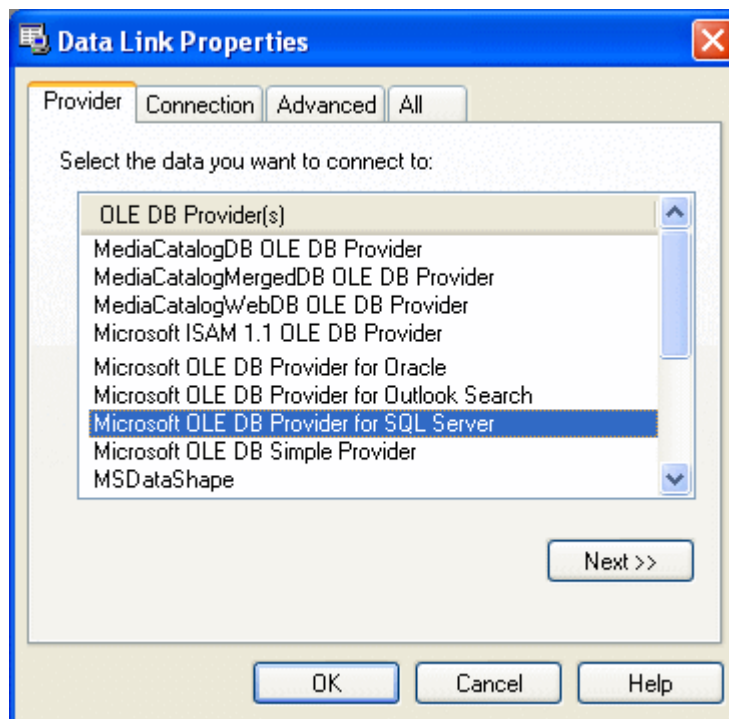 Data Link Properties
Provider Connection Advanced All
Select the data you want to connect to:
OLE DB Provider(s)
MediaCatalogDB OLE DB Provider
MediaCatalogMergedDB OLE DB Provider
MediaCatalogWebDB OLE DB Provider
Microsoft ISAM 1.1 OLE DB Provider
Microsoft OLE DB Provider for Oracle
Microsoft OLE DB Provider for Outlook Search
Microsoft OLE DB Provider for SQL Server
Microsoft OLE DB Simple Provider
MSDataShape
Next >>
OK Cancel Help